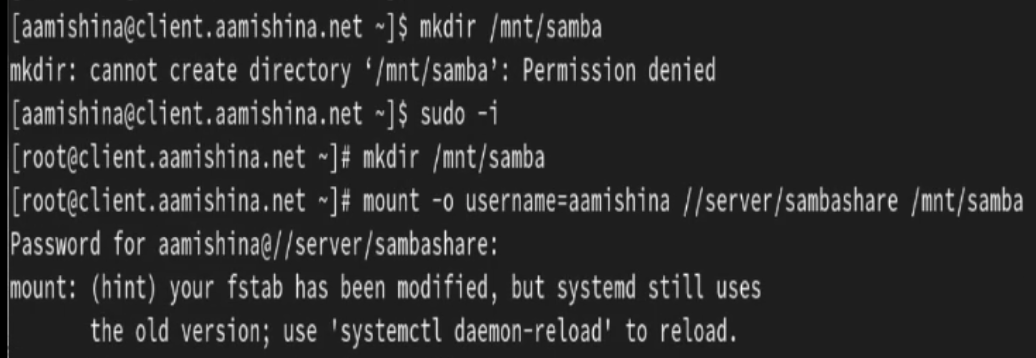 [aamishina@client.aamishina.net ~]$ mkdir /mnt/samba
mkdir: cannot create directory ‘/mnt/samba’: Permission denied
[aamishina@client.aamishina.net ~]$ sudo -i
[root@client.aamishina.net ~]# mkdir /mnt/samba
[root@client.aamishina.net ~]# mount -o username=aamishina //server/sambashare /mnt/samba
Password for aamishina@//server/sambashare:
mount: (hint) your fstab has been modified, but systemd still uses
       the old version; use 'systemctl daemon-reload' to reload.